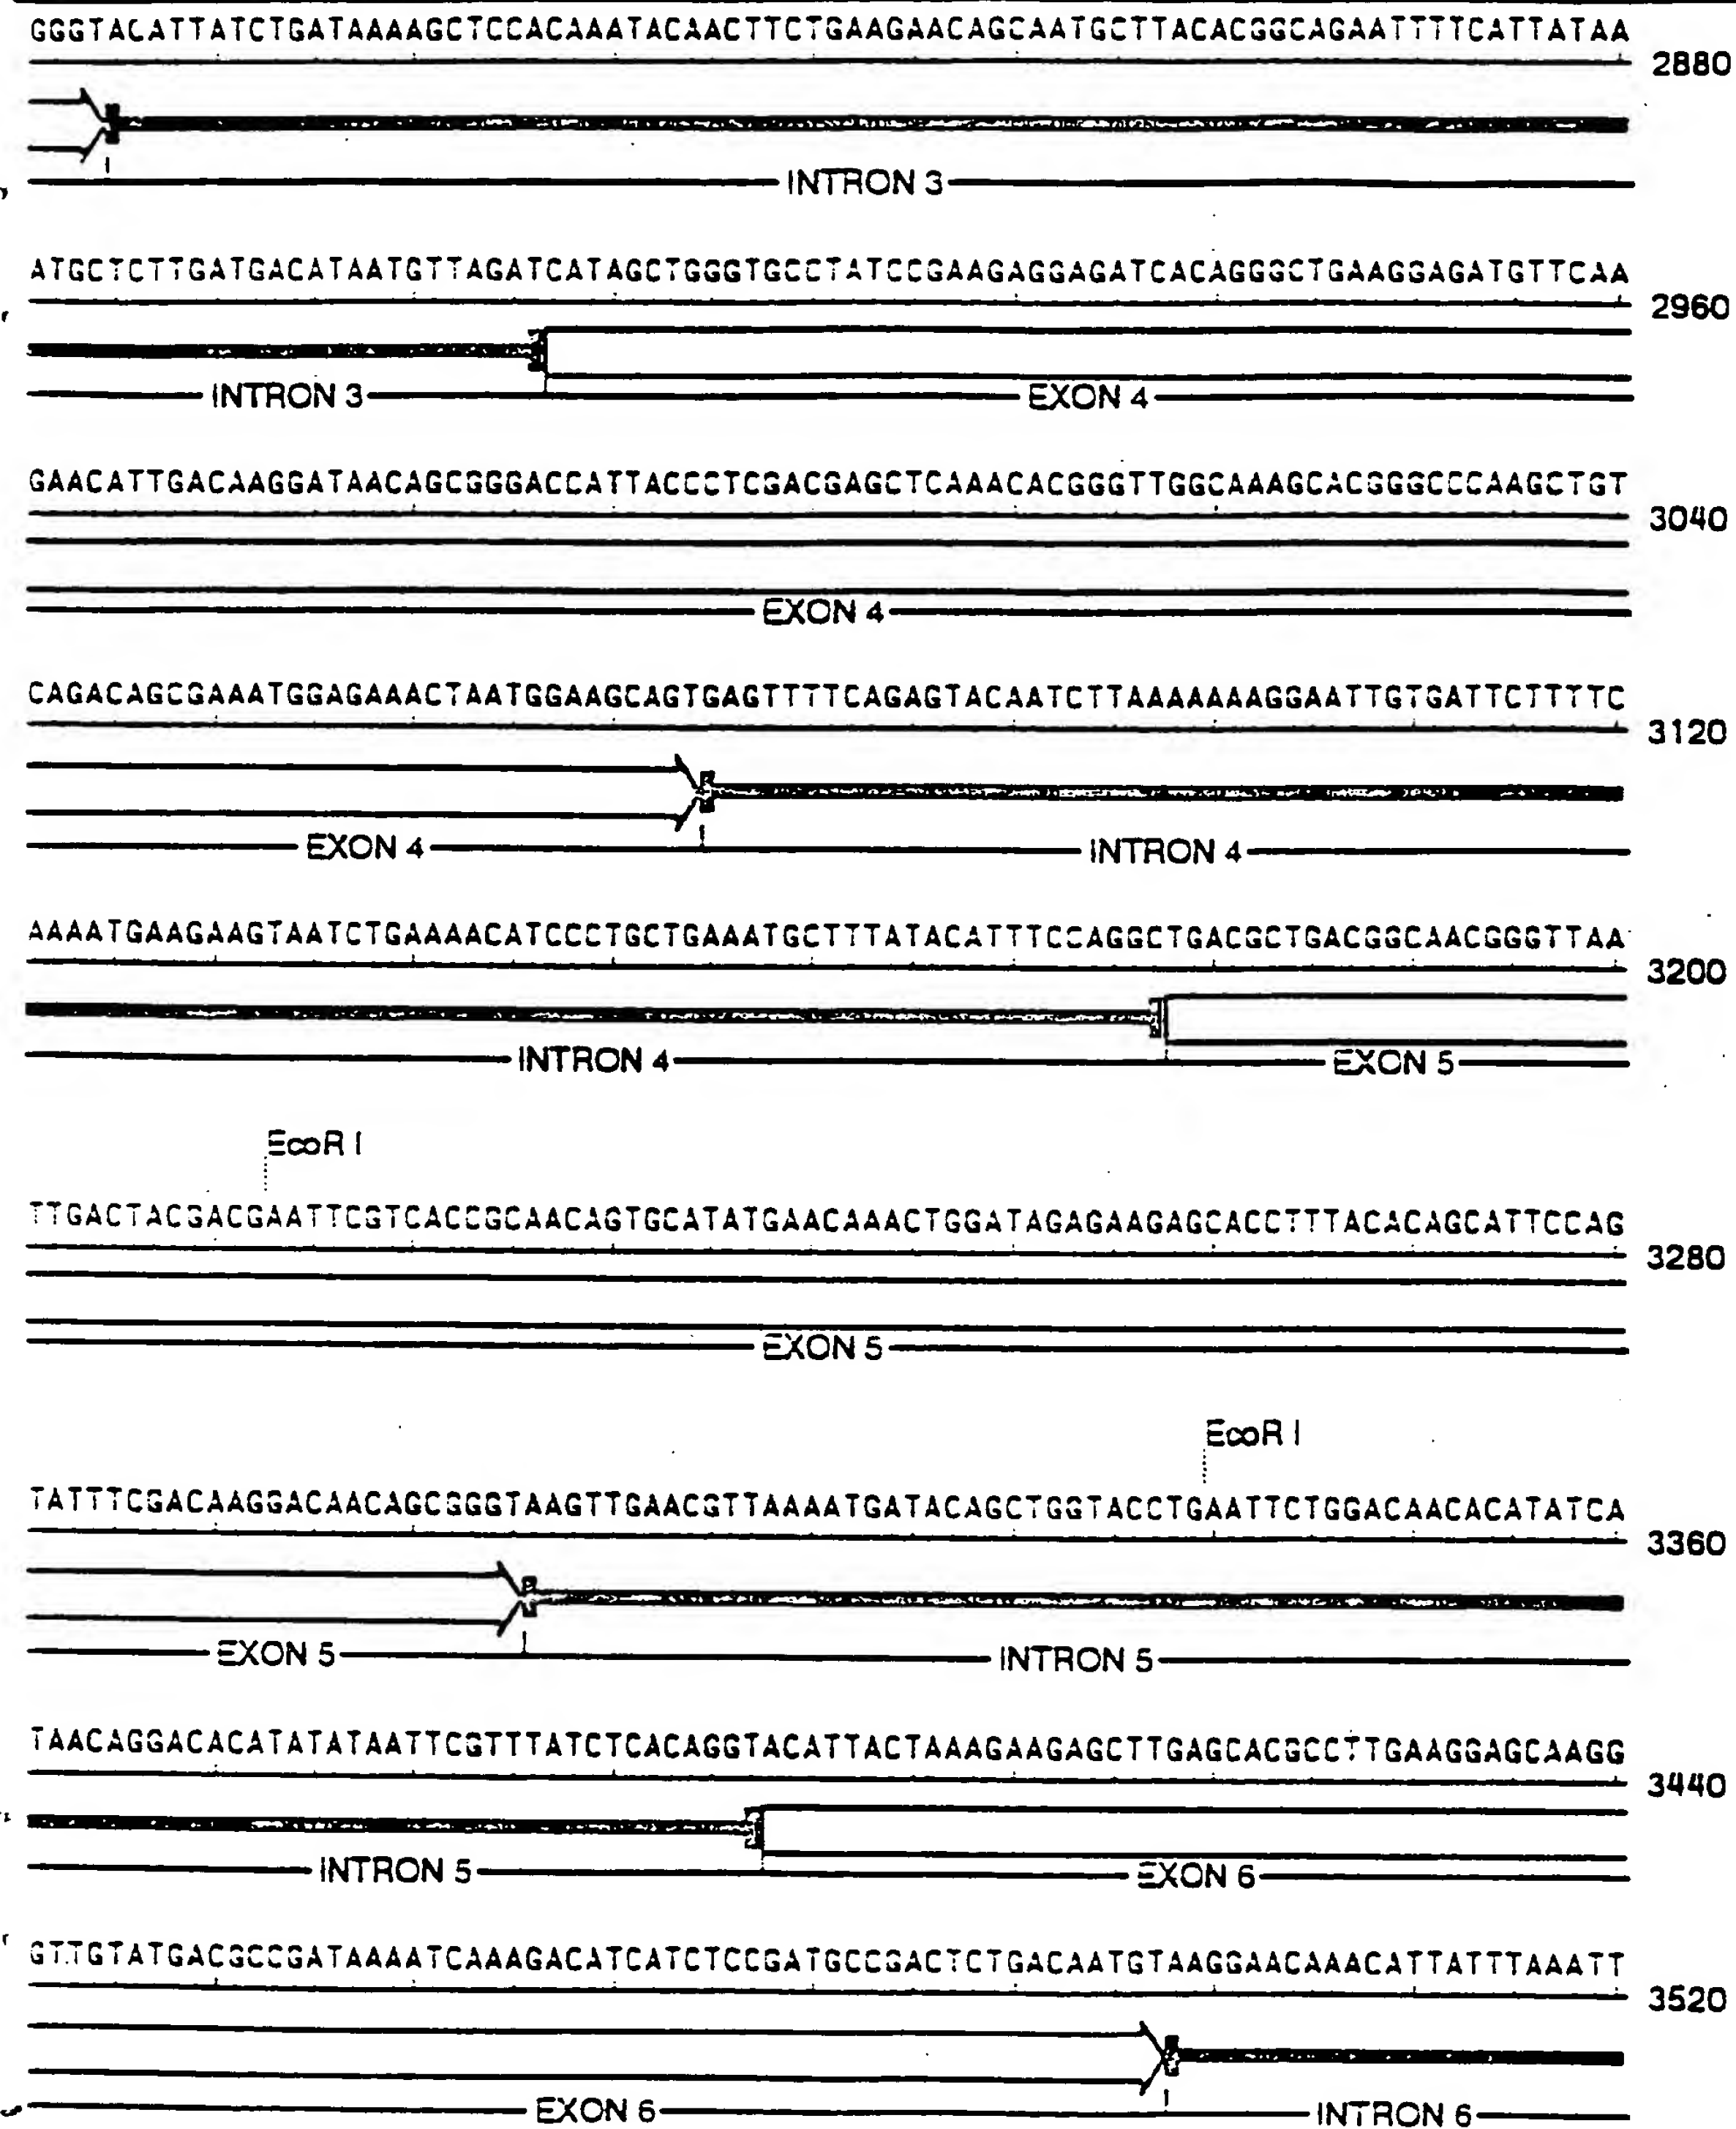 GGGTACATTATCTGATAAAAGCTCCACAAATACAACTTCTGAAGAACAGCAATGCTTACACGGCAGAATTTTCATTATAA
2880
INTRON 3
ATGCTCTTGATGACATAATGTTAGATCATAGCTGGGTGCCTATCCGAAGAGGAGATCACAGGGCTGAAGGAGATGTTCAA
2960
INTRON 3 EXON 4
GAACATTGACAAGGATAACAGCGGGACCATTACCCTCGACGAGCTCAAACACGGGTTGGCAAAGCACGGGCCCAAGCTGT
3040
EXON 4
CAGACAGCGAAATGGAGAAACTAATGGAAGCAGTGAGTTTTCAGAGTACAATCTTAAAAAAAGGAATTGTGATTCTTTTC
3120
EXON 4 INTRON 4
AAAATGAAGAAGTAATCTGAAAACATCCCTGCTGAAATGCTTTATACATTTCCAGGCTGACGCTGACGGCAACGGGTTAA
3200
INTRON 4 EXON 5
EcoR I
TTGACTACGACGAATTCGTCACCGCAACAGTGCATATGAACAAACTGGATAGAGAAGAGCACCTTTACACAGCATTCCAG
3280
EXON 5
EcoR I
TATTTCGACAAGGACAACAGCGGGTAAGTTGAACGTTAAAATGATACAGCTGGTACCTGAATTCTGGACAACACATATCA
3360
EXON 5 INTRON 5
TAACAGGACACATATATAATTCGTTTATCTCACAGGTACATTACTAAAGAAGAGCTTGAGCACGCCTTGAAGGAGCAAGG
3440
INTRON 5 EXON 6
GTTGTATGACGCCGATAAAATCAAAGACATCATCTCCGATGCCGACTCTGACAATGTAAGGAACAAACATTATTTAAATT
3520
EXON 6 INTRON 6